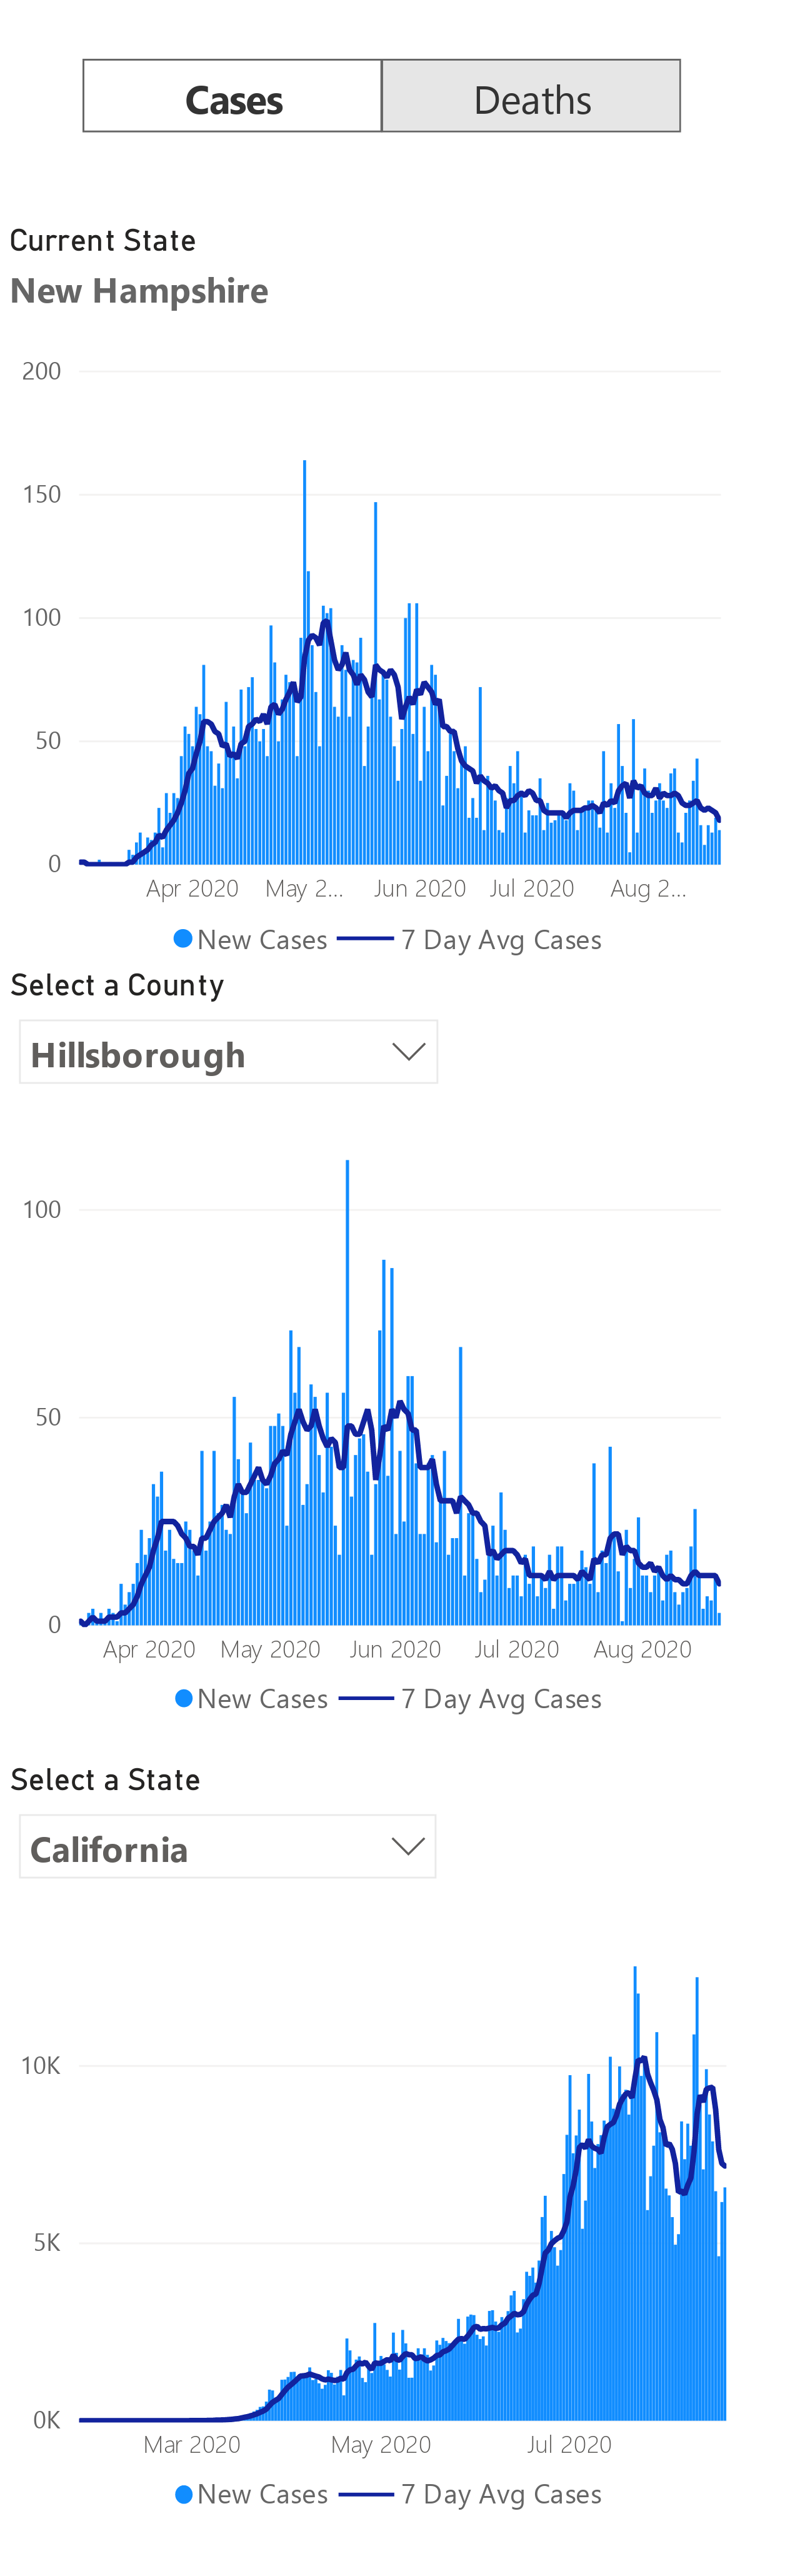 Cases Deaths
Current State
New Hampshire
200
150
100
50
0
Apr 2020 May 2... Jun 2020 Jul 2020 Aug 2...
New Cases 7 Day Avg Cases
Select a County
Hillsborough
100
50
0
Apr 2020 May 2020 Jun 2020 Jul 2020 Aug 2020
New Cases 7 Day Avg Cases
Select a State
California
10K
5K
0K
Mar 2020 May 2020 Jul 2020
New Cases 7 Day Avg Cases